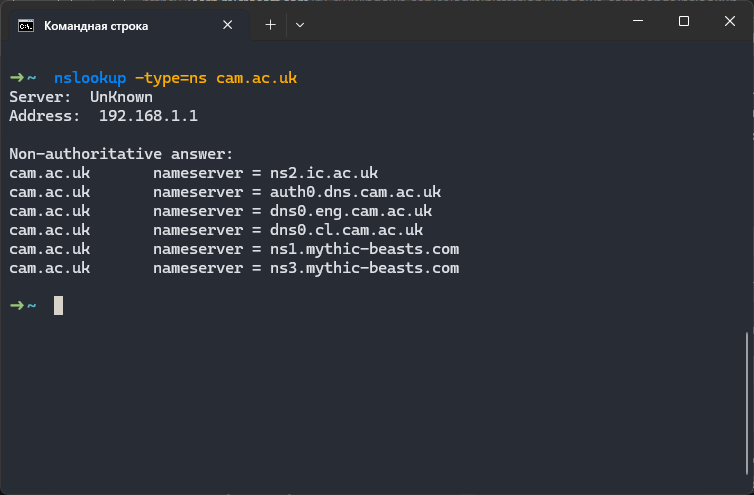 Командная строка
➜ ~ nslookup -type=ns cam.ac.uk
Server:  UnKnown
Address:  192.168.1.1
Non-authoritative answer:
cam.ac.uk       nameserver = ns2.ic.ac.uk
cam.ac.uk       nameserver = auth0.dns.cam.ac.uk
cam.ac.uk       nameserver = dns0.eng.cam.ac.uk
cam.ac.uk       nameserver = dns0.cl.cam.ac.uk
cam.ac.uk       nameserver = ns1.mythic-beasts.com
cam.ac.uk       nameserver = ns3.mythic-beasts.com
➜ ~